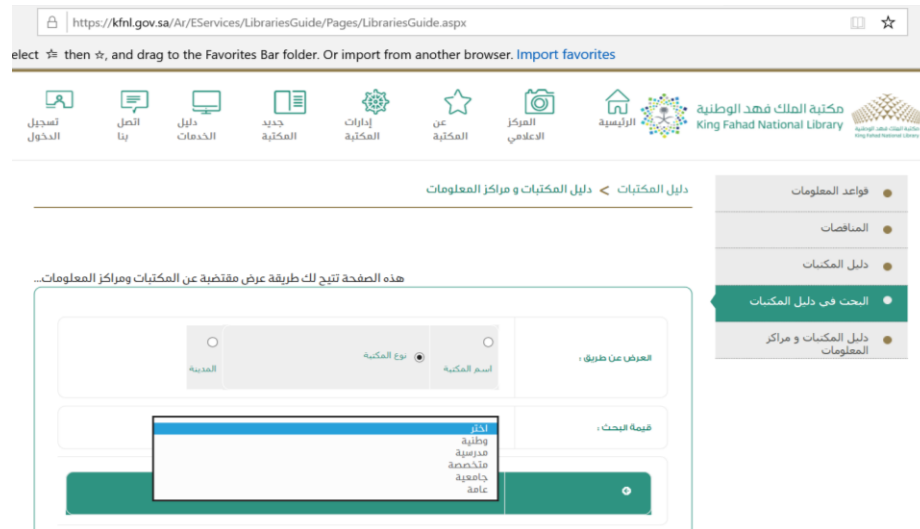 https://kfnl.gov.sa/Ar/EServices/LibrariesGuide/Pages/LibrariesGuide.aspx
elect then, and drag to the Favorites Bar folder. Or import from another browser. Import favorites
مكتبة الملك فهد الوطنية
King Fahad National Library
الرئيسية
المركز الاعلامي
عن المكتبة
إدارات المكتبة
جديد المكتبة
دليل الخدمات
اتصل بنا
تسجيل الدخول
قواعد المعلومات
المناقصات
دليل المكتبات
البحث في دليل المكتبات
دليل المكتبات و مراكز
المعلومات
دليل المكتبات > دليل المكتبات و مراكز المعلومات
هذه الصفحة تتيح لك طريقة عرض مقتضبة عن المكتبات ومراكز المعلومات...
العرض عن طريق :
اسم المكتبة
نوع المكتبة
المدينة
قيمة البحث :
اختر
وطنية
مدرسية
متخصصة
جامعية
عامة